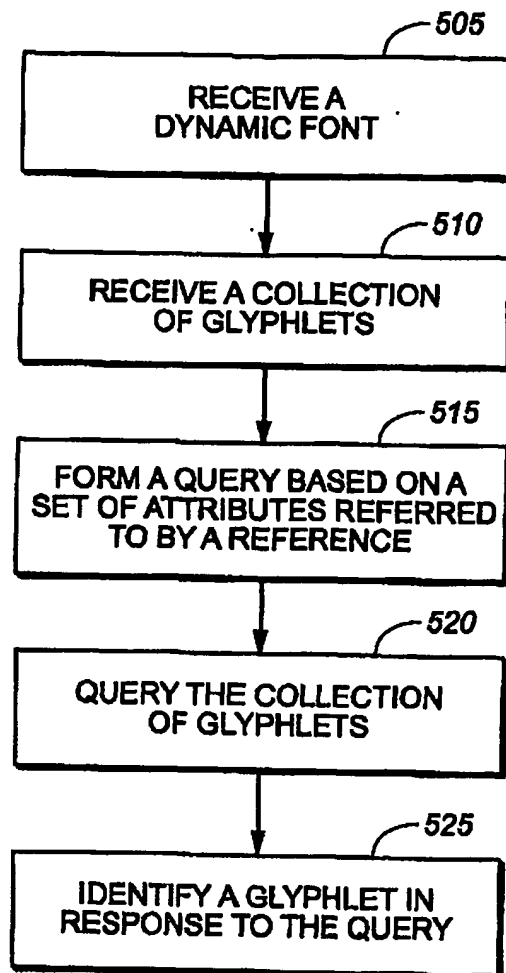 505
RECEIVE A
DYNAMIC FONT
510
RECEIVE A COLLECTION
OF GLYPHLETS
515
FORM A QUERY BASED ON A
SET OF ATTRIBUTES REFERRED
TO BY A REFERENCE
520
QUERY THE COLLECTION
OF GLYPHLETS
525
IDENTIFY A GLYPHLET IN
RESPONSE TO THE QUERY